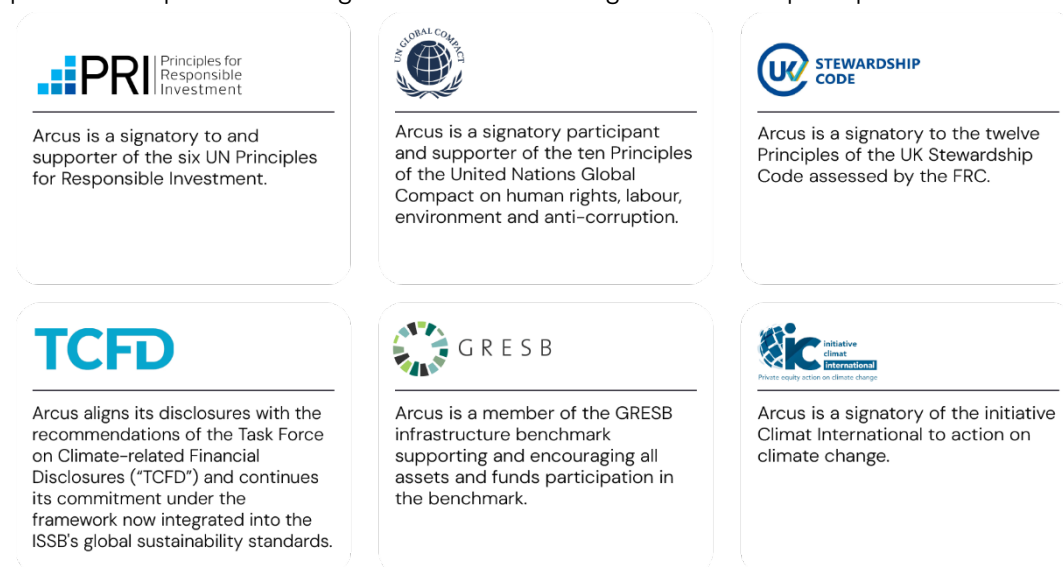 PRI Principles for
Responsible
Investment
Arcus is a signatory to and
supporter of the six UN Principles
for Responsible Investment.
UN GLOBAL COMPACT
Arcus is a signatory participant
and supporter of the ten Principles
of the United Nations Global
Compact on human rights, labour,
environment and anti-corruption.
UK STEWARDSHIP
CODE
Arcus is a signatory to the twelve
Principles of the UK Stewardship
Code assessed by the FRC.
TCFD
Arcus aligns its disclosures with the
recommendations of the Task Force
on Climate-related Financial
Disclosures (“TCFD”) and continues
its commitment under the
framework now integrated into the
ISSB's global sustainability standards.
GRESB
Arcus is a member of the GRESB
infrastructure benchmark
supporting and encouraging all
assets and funds participation in
the benchmark.
iC initiative
climat
international
Private equity action on climate change
Arcus is a signatory of the initiative
Climat International to action on
climate change.